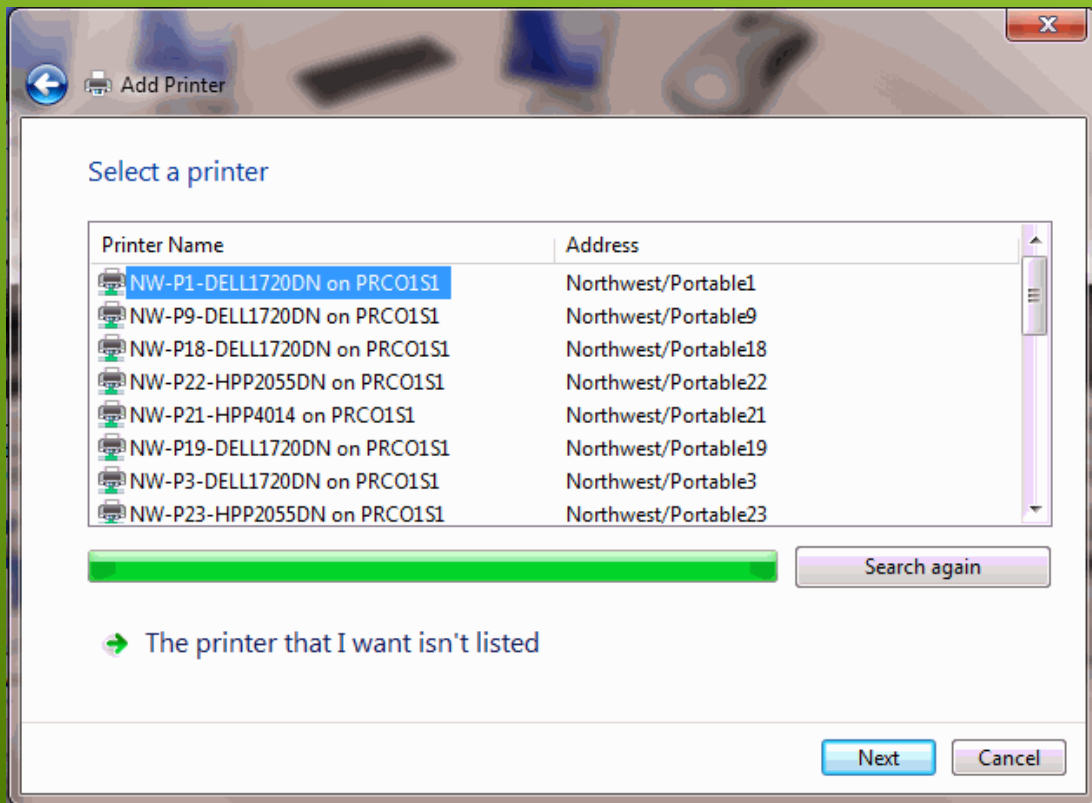 Add Printer
Select a printer
Printer Name Address
NW-P1-DELL1720DN on PRCO1S1 Northwest/Portable1
NW-P9-DELL1720DN on PRCO1S1 Northwest/Portable9
NW-P18-DELL1720DN on PRCO1S1 Northwest/Portable18
NW-P22-HPP2055DN on PRCO1S1 Northwest/Portable22
NW-P21-HPP4014 on PRCO1S1 Northwest/Portable21
NW-P19-DELL1720DN on PRCO1S1 Northwest/Portable19
NW-P3-DELL1720DN on PRCO1S1 Northwest/Portable3
NW-P23-HPP2055DN on PRCO1S1 Northwest/Portable23
Search again
The printer that I want isn't listed
Next Cancel